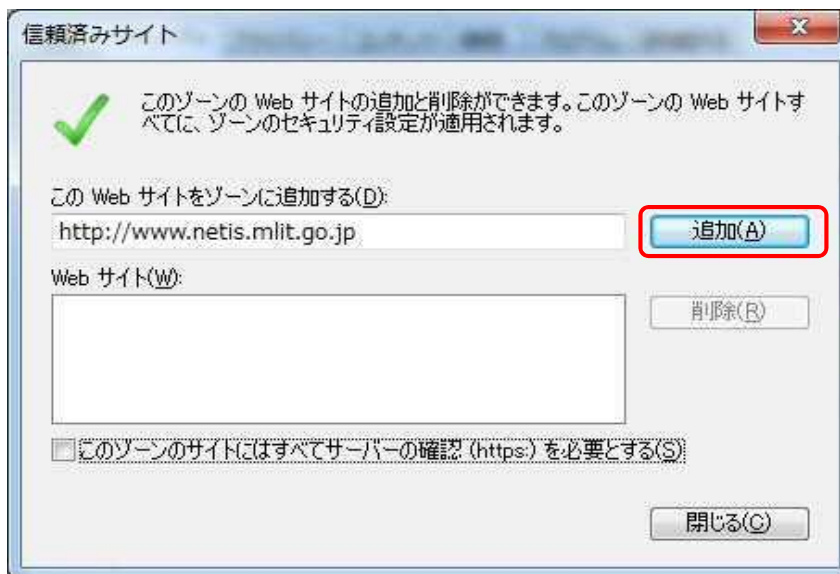 信頼済みサイト
このゾーンの Web サイトの追加と削除ができます。このゾーンの Web サイトす
べてに、ゾーンのセキュリティ設定が適用されます。
この Web サイトをゾーンに追加する(D):
http://www.netis.mlit.go.jp
追加(A)
Web サイト(W):
削除(R)
このゾーンのサイトにはすべてサーバーの確認 (https:) を必要とする(S)
閉じる(C)